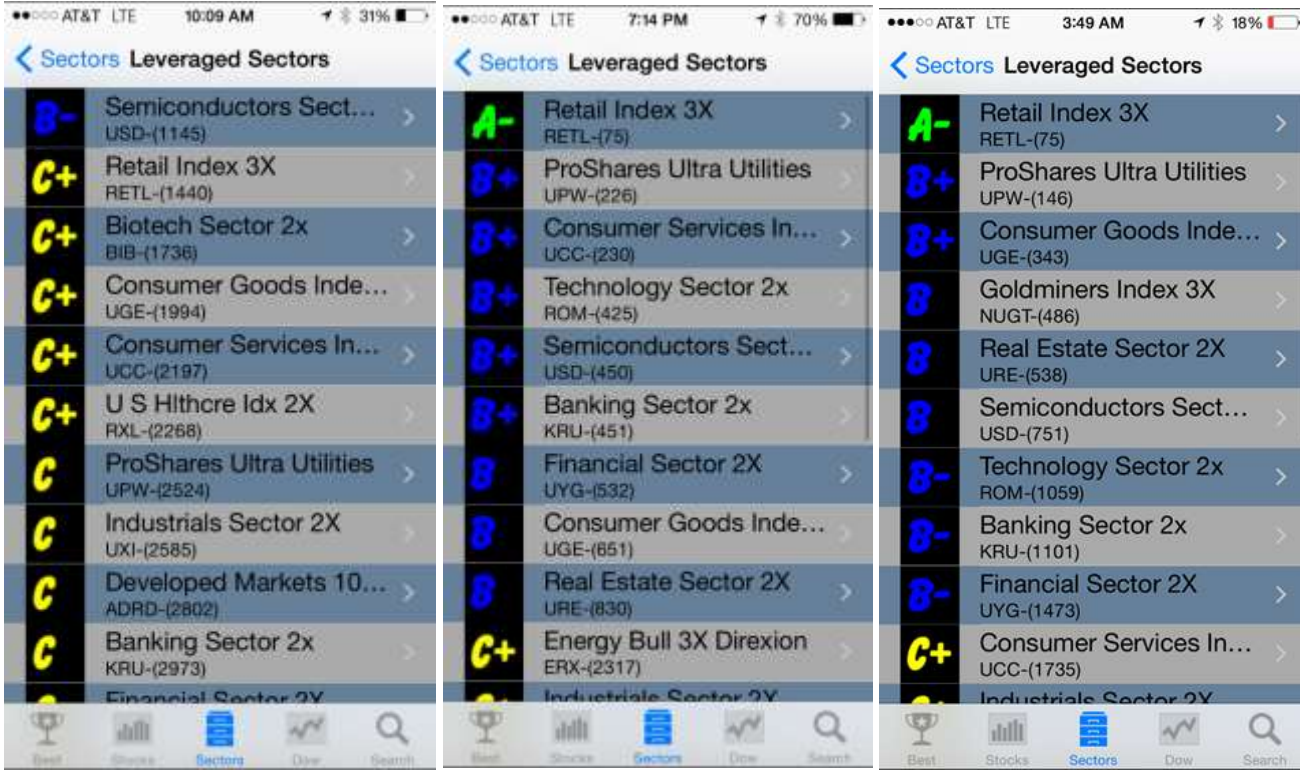 AT&T LTE 10:09 AM 31%
Sectors Leveraged Sectors
B- Semiconductors Sect...
USD-(1145)
C+ Retail Index 3X
RETL-(1440)
C+ Biotech Sector 2x
BIB-(1736)
C+ Consumer Goods Inde...
UGE-(1994)
C+ Consumer Services In...
UCC-(2197)
C+ U S Hlthcre Idx 2X
RXL-(2268)
C ProShares Ultra Utilities
UPW-(2524)
C Industrials Sector 2X
UXI-(2585)
C Developed Markets 10...
ADRD-(2802)
C Banking Sector 2x
KRU-(2973)
Financial Sector 2X
Best Stocks Sectors Dow Search
AT&T LTE 7:14 PM 70%
Sectors Leveraged Sectors
A- Retail Index 3X
RETL-(75)
B+ ProShares Ultra Utilities
UPW-(226)
B+ Consumer Services In...
UCC-(230)
B+ Technology Sector 2x
ROM-(425)
B+ Semiconductors Sect...
USD-(450)
B+ Banking Sector 2x
KRU-(451)
B Financial Sector 2X
UYG-(532)
B Consumer Goods Inde...
UGE-(651)
B Real Estate Sector 2X
URE-(830)
C+ Energy Bull 3X Direxion
ERX-(2317)
Industrials Sector 2X
Best Stocks Sectors Dow Search
AT&T LTE 3:49 AM 18%
Sectors Leveraged Sectors
A- Retail Index 3X
RETL-(75)
B+ ProShares Ultra Utilities
UPW-(146)
B+ Consumer Goods Inde...
UGE-(343)
B Goldminers Index 3X
NUGT-(486)
B Real Estate Sector 2X
URE-(538)
B Semiconductors Sect...
USD-(751)
B- Technology Sector 2x
ROM-(1059)
B- Banking Sector 2x
KRU-(1101)
B- Financial Sector 2X
UYG-(1473)
C+ Consumer Services In...
UCC-(1735)
Industrials Sector 2X
Best Stocks Sectors Dow Search